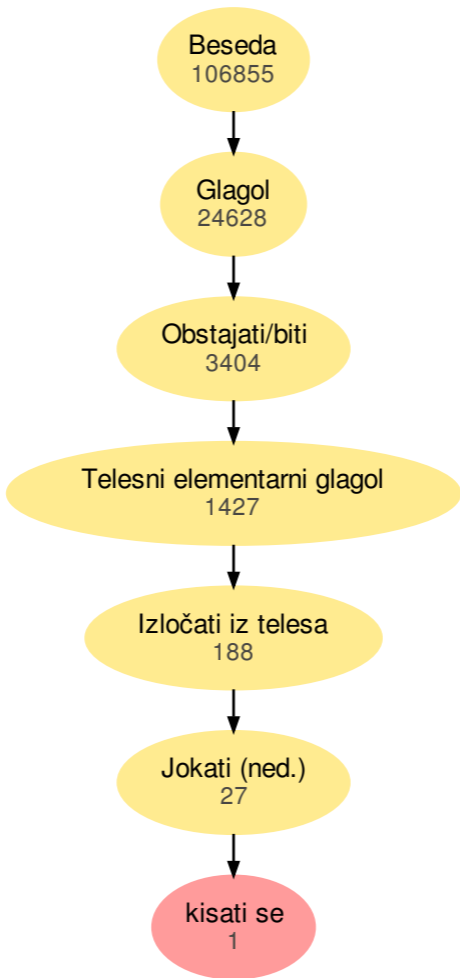 Beseda
106855
Glagol
24628
Obstajati/biti
3404
Telesni elementarni glagol
1427
Izločati iz telesa
188
Jokati (ned.)
27
kisati se
1